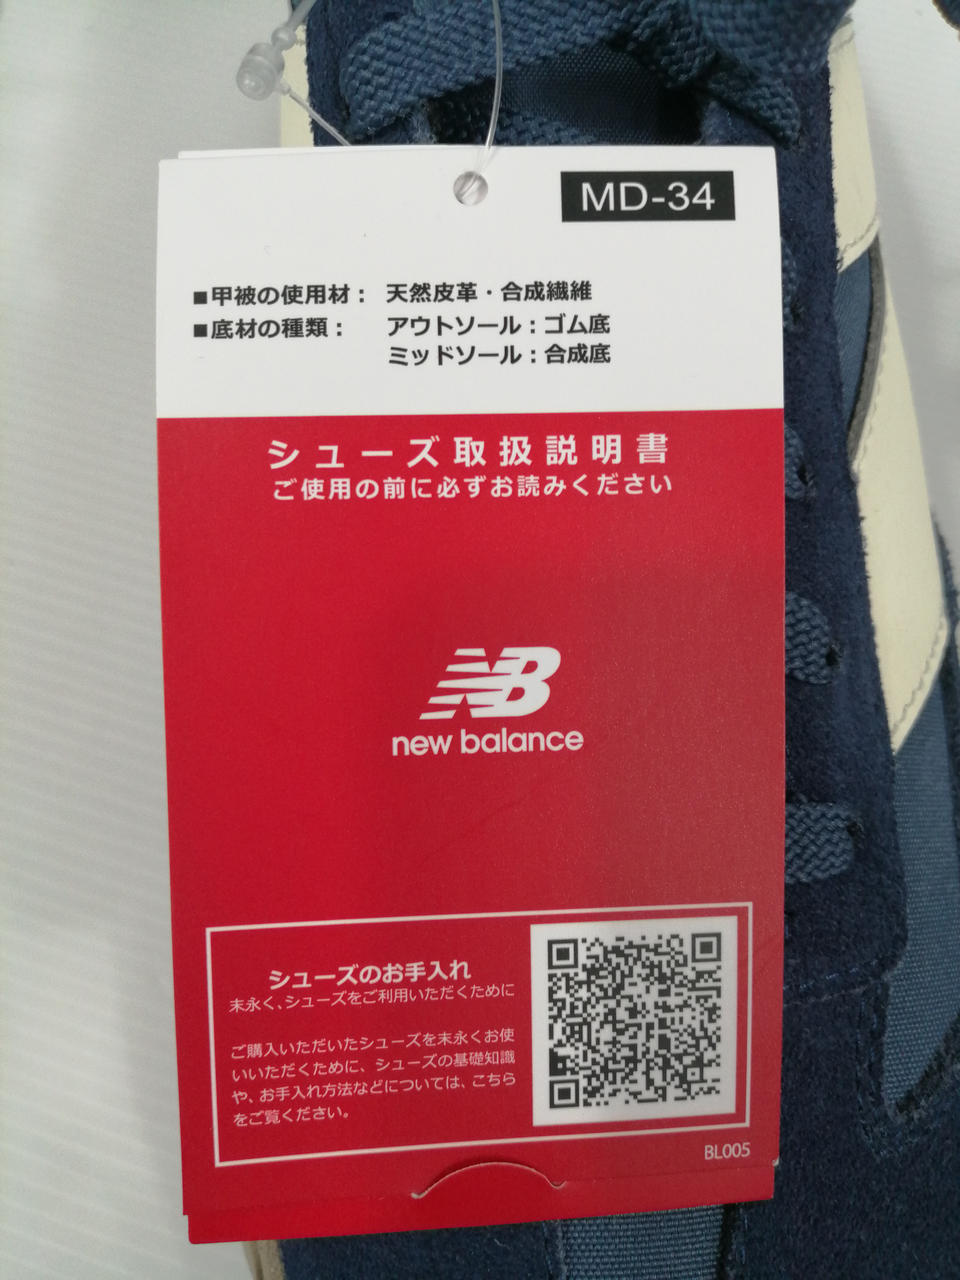 MD-34
■甲被の使用材： 天然皮革・合成繊維
■底材の種類： アウトソール：ゴム底
ミッドソール：合成底
シューズ取扱説明書
ご使用の前に必ずお読みください
NB
new balance
シューズのお手入れ
末永く、シューズをご利用いただくために
ご購入いただいたシューズを末永くお使
いいただくために、シューズの基礎知識
や、お手入れ方法などについては、こちら
をご覧ください。
BL005